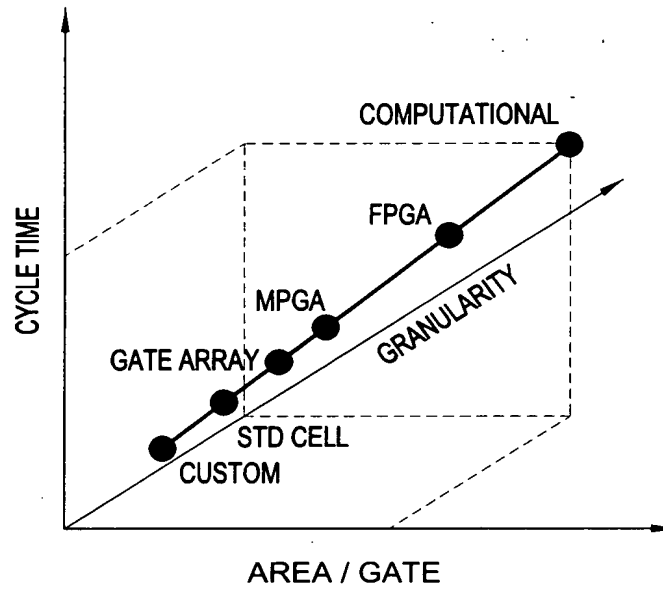 COMPUTATIONAL
FPGA
MPGA
GATE ARRAY
STD CELL
CUSTOM
GRANULARITY
CYCLE TIME
AREA / GATE